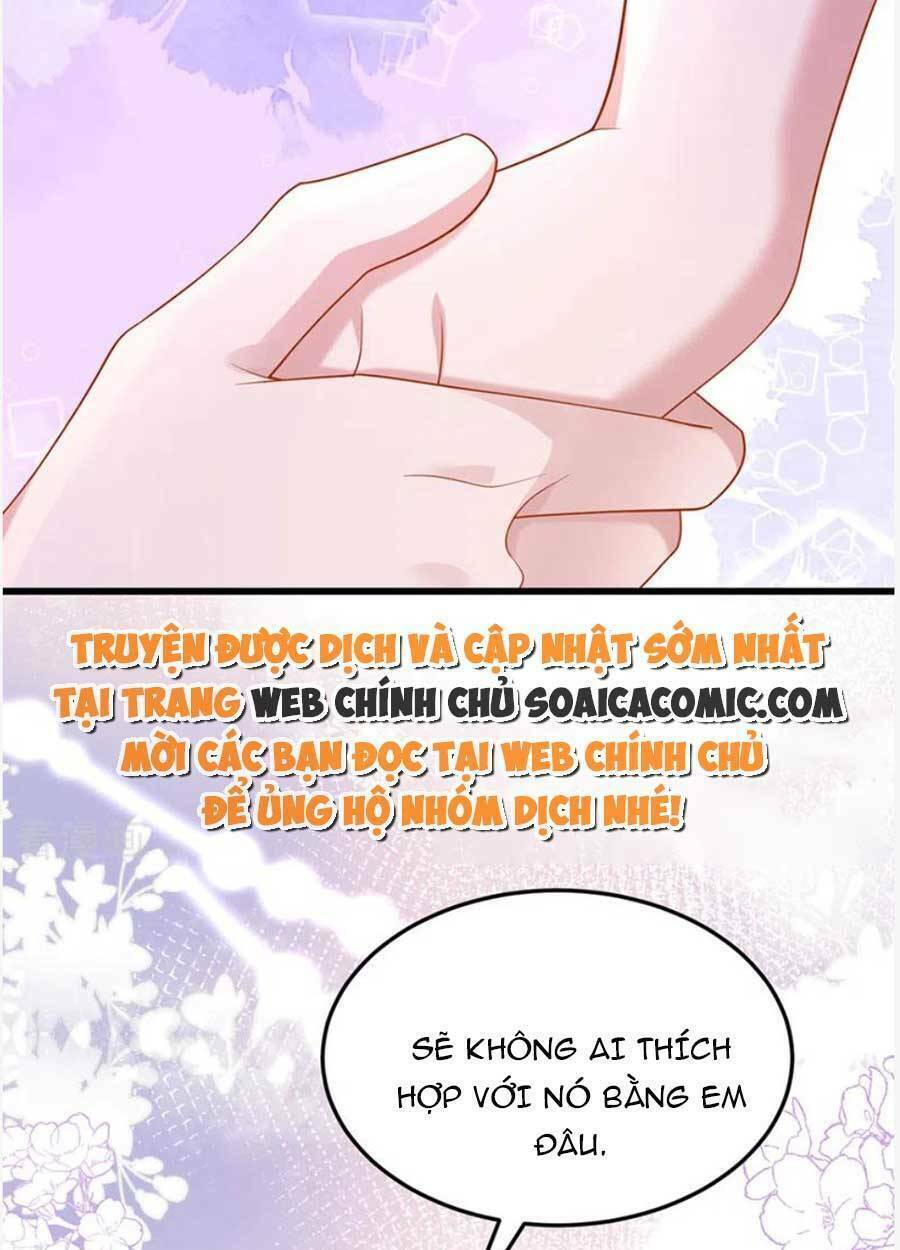 TRUYỆN ĐƯỢC DỊCH VÀ CẬP NHẬT SỚM NHẤT
TẠI TRANG WEB CHÍNH CHỦ SOAICACOMIC.COM
MỜI CÁC BẠN ĐỌC TẠI WEB CHÍNH CHỦ
ĐỂ ỦNG HỘ NHÓM DỊCH NHÉ!
SẼ KHÔNG AI THÍCH
HỢP VỚI NÓ BẰNG EM
ĐÂU.